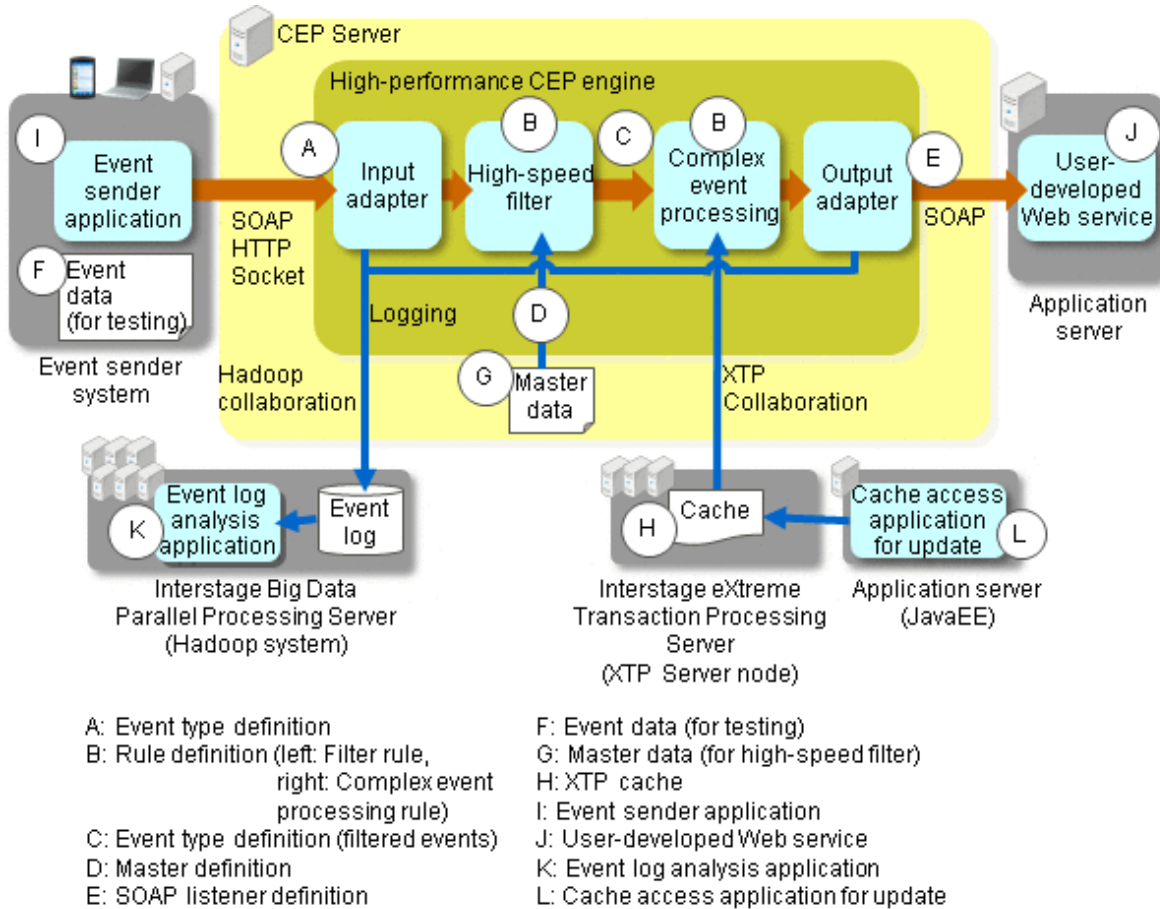 CEP Server
High-performance CEP engine
I
Event
sender
application
F
Event
data
(for testing)
Event sender
system
SOAP
HTTP
Socket
A
Input
adapter
B
High-speed
filter
C
B
Complex
event
processing
Output
adapter
E
SOAP
J
User-
developed
Web service
Application
server
Logging
D
G
Master
data
Hadoop
collaboration
XTP
Collaboration
K
Event log
analysis
application
Event
log
Interstage Big Data
Parallel Processing Server
(Hadoop system)
H
Cache
Interstage eXtreme
Transaction Processing
Server
(XTP Server node)
Cache access
application
for update
L
Application server
(JavaEE)
A: Event type definition
B: Rule definition (left: Filter rule,
right: Complex event
processing rule)
C: Event type definition (filtered events)
D: Master definition
E: SOAP listener definition
F: Event data (for testing)
G: Master data (for high-speed filter)
H: XTP cache
I: Event sender application
J: User-developed Web service
K: Event log analysis application
L: Cache access application for update